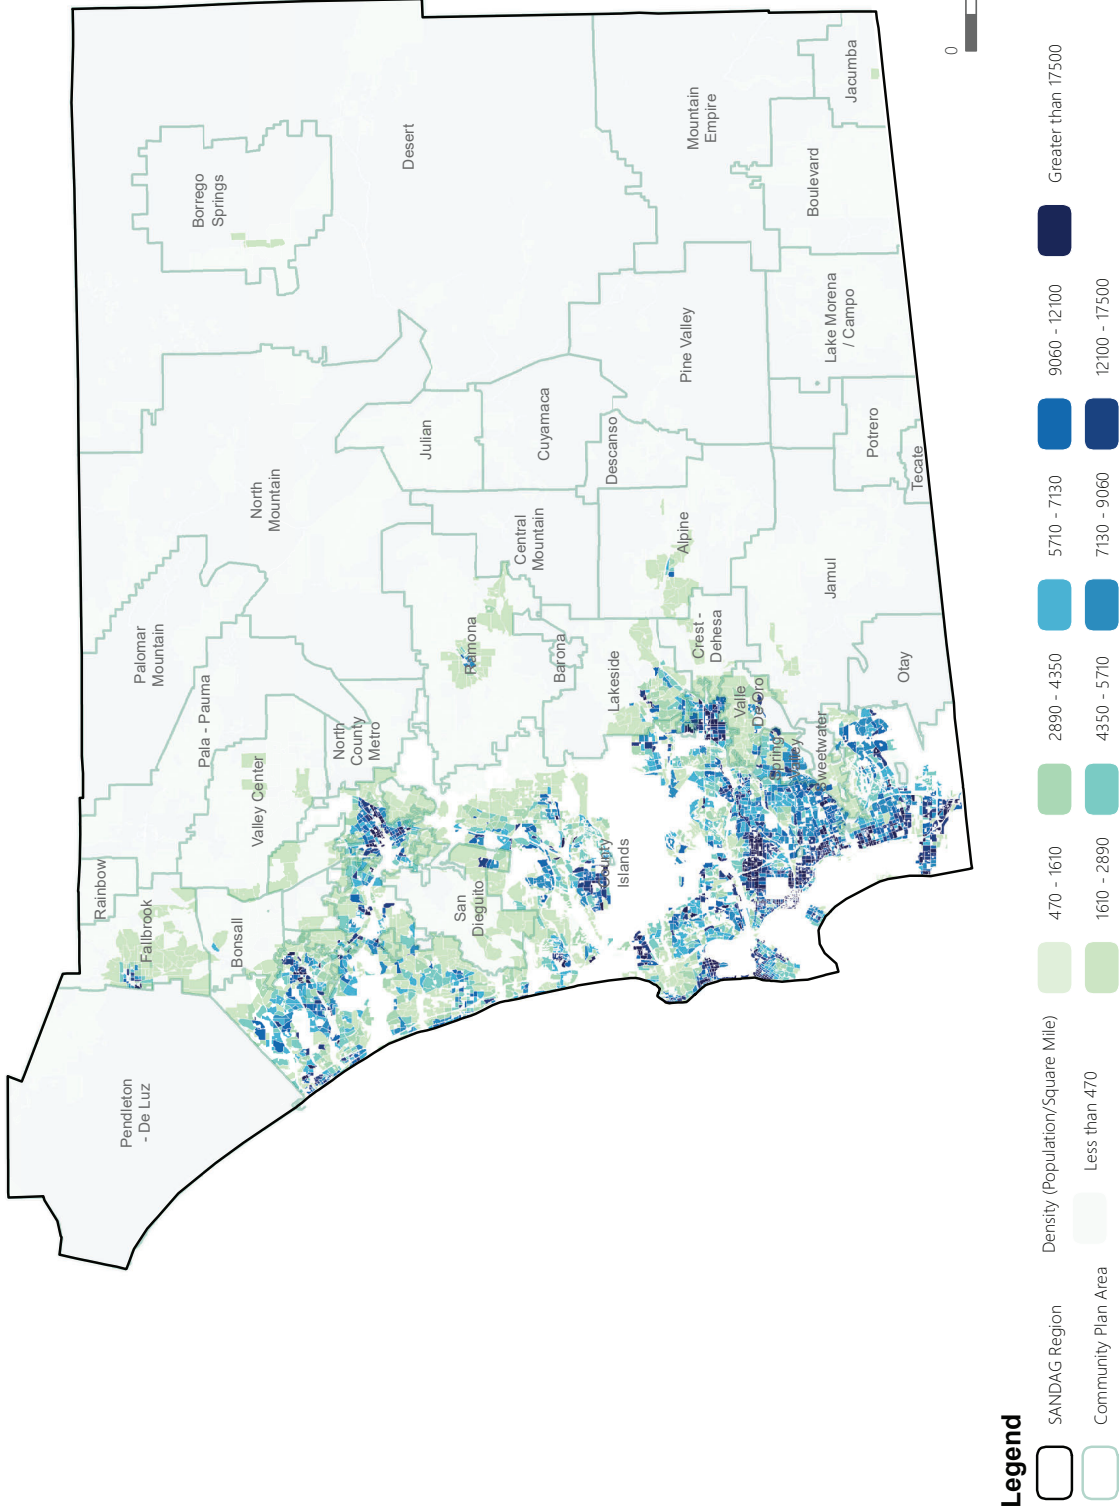 Pendleton
- De Luz
Fallbrook
Rainbow
Bonsall
Pala - Pauma
Palomar
Mountain
Valley Center
North
Mountain
North
County
Metro
Borrego
Springs
Desert
San
Dieguito
Ramona
Julian
Central
Mountain
Cuyamaca
Barona
Descanso
County
Islands
Lakeside
Alpine
Pine Valley
Mountain
Empire
Crest -
Dehesa
Valle
De Oro
Spring
Valley
Sweetwater
Jamul
Lake Morena
/ Campo
Boulevard
Jacumba
Potrero
Tecate
Otay
0
Legend
SANDAG Region
Community Plan Area
Density (Population/Square Mile)
Less than 470
470 - 1610
1610 - 2890
2890 - 4350
4350 - 5710
5710 - 7130
7130 - 9060
9060 - 12100
12100 - 17500
Greater than 17500